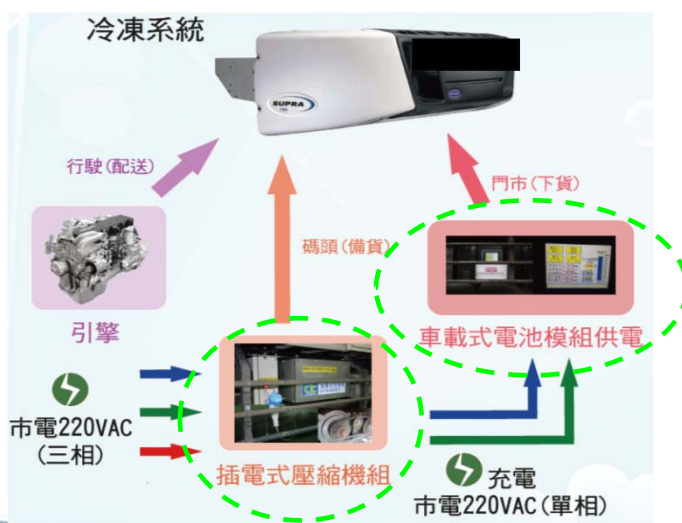 冷凍系統
SUPRA
行駛(配送)
門市(下貨)
碼頭(備貨)
引擎
車載式電池模組供電
市電220VAC
(三相)
插電式壓縮機組
充電
市電220VAC(單相)